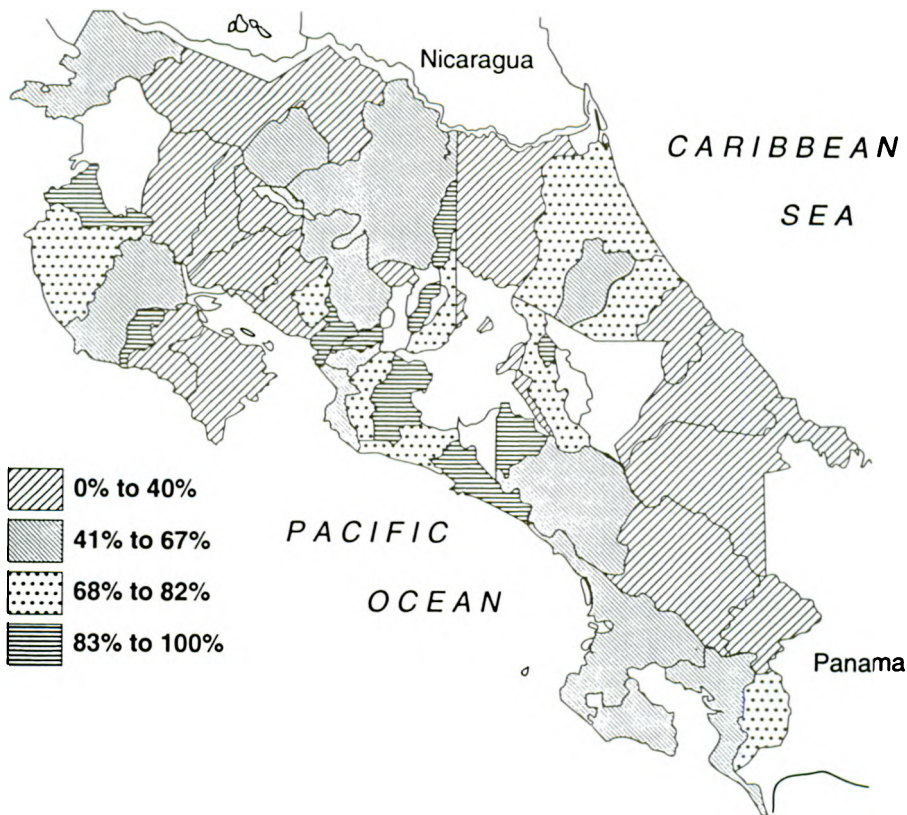 Nicaragua
CARIBBEAN
SEA
0% to 40%
41% to 67%
68% to 82%
83% to 100%
PACIFIC
OCEAN
Panama